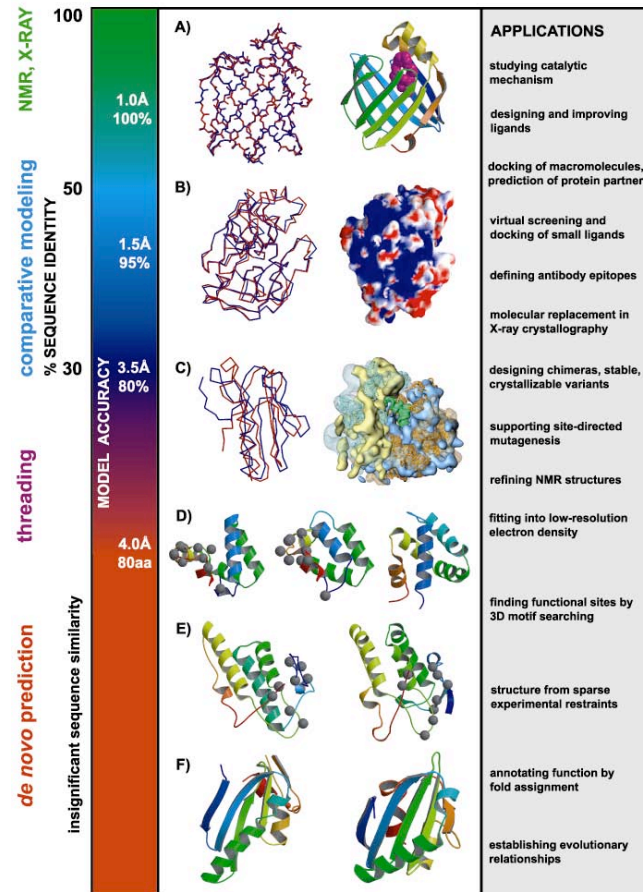 NMR, X-RAY
comparative modeling
threading
de novo prediction
% SEQUENCE IDENTITY
insignificant sequence similarity
100
50
30
MODEL ACCURACY
1.0Å
100%
1.5Å
95%
3.5Å
80%
4.0Å
80aa
A)
B)
C)
D)
E)
F)
APPLICATIONS
studying catalytic
mechanism
designing and improving
ligands
docking of macromolecules,
prediction of protein partner
virtual screening and
docking of small ligands
defining antibody epitopes
molecular replacement in
X-ray crystallography
designing chimeras, stable,
crystallizable variants
supporting site-directed
mutagenesis
refining NMR structures
fitting into low-resolution
electron density
finding functional sites by
3D motif searching
structure from sparse
experimental restraints
annotating function by
fold assignment
establishing evolutionary
relationships